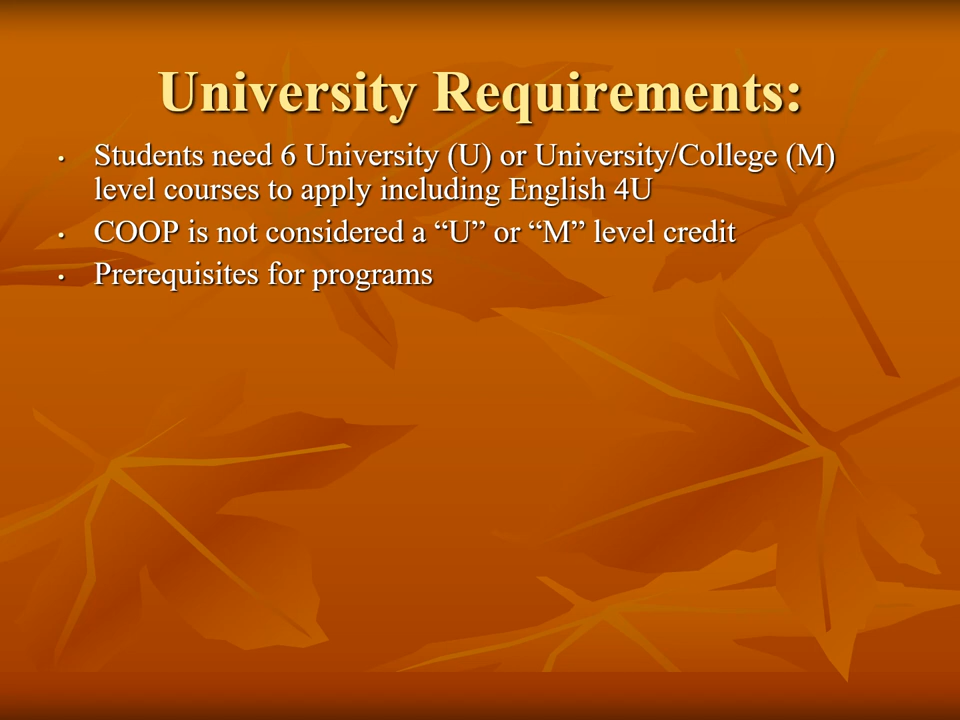 University Requirements:
• Students need 6 University (U) or University/College (M)
level courses to apply including English 4U
• COOP is not considered a “U” or “M” level credit
• Prerequisites for programs